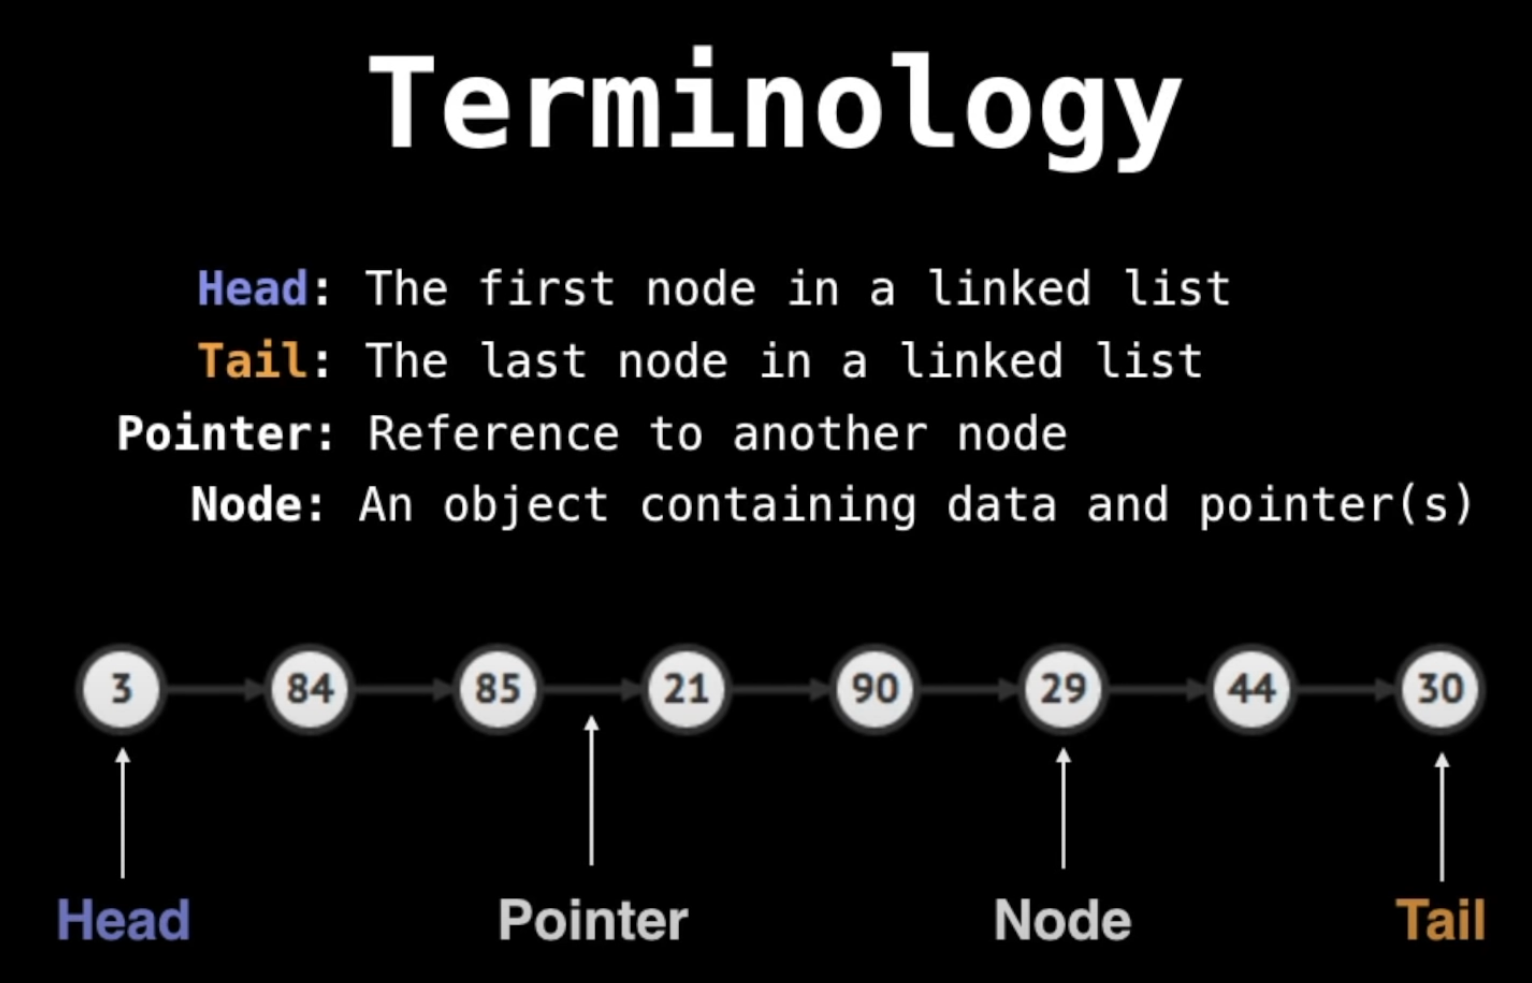 Terminology
Head: The first node in a linked list
Tail: The last node in a linked list
Pointer: Reference to another node
Node: An object containing data and pointer(s)
3 84 85 21 90 29 44 30
Head Pointer Node Tail